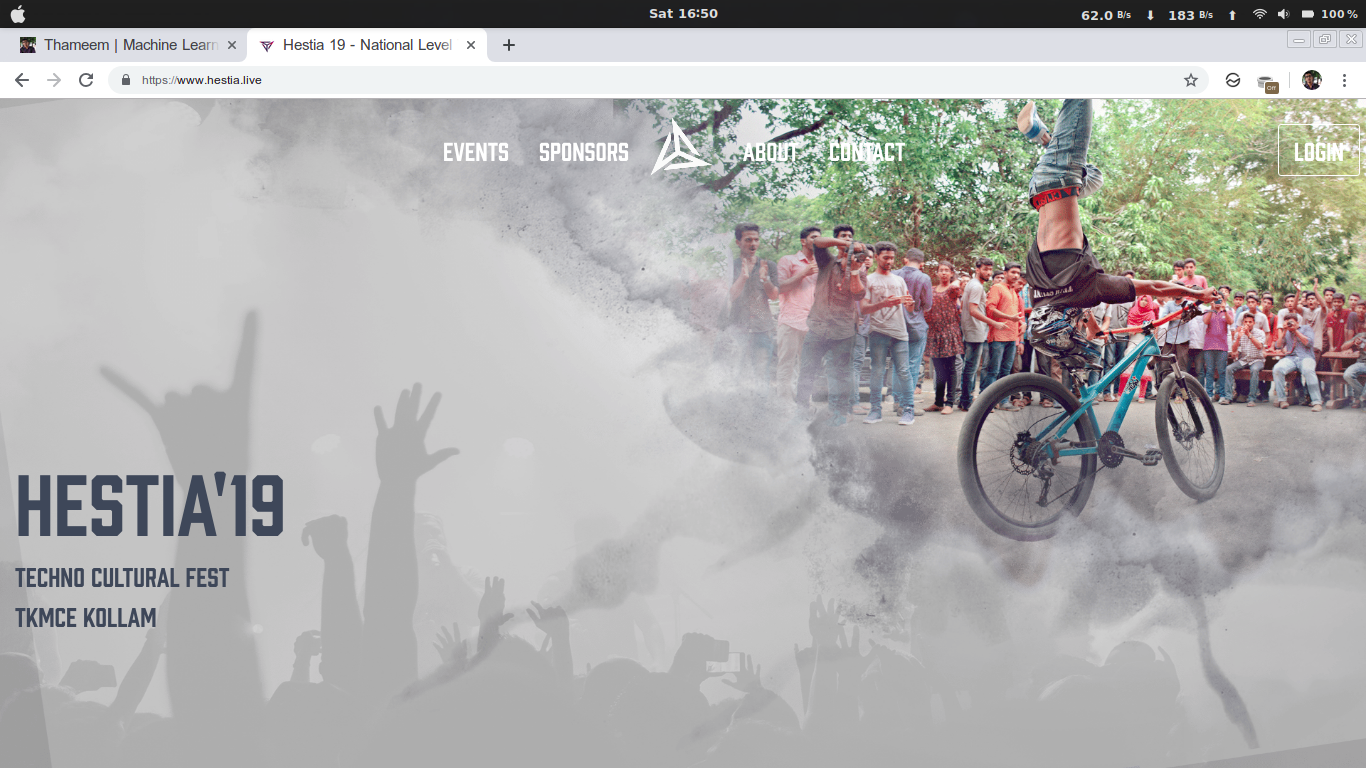 Sat 16:50
62.0 B/s ⬇ 183 B/s ⬆ 100 %
Thameem | Machine Learn
Hestia 19 - National Level
https://www.hestia.live
Off
EVENTS SPONSORS ABOUT CONTACT LOGIN
HESTIA'19
TECHNO CULTURAL FEST
TKMCE KOLLAM